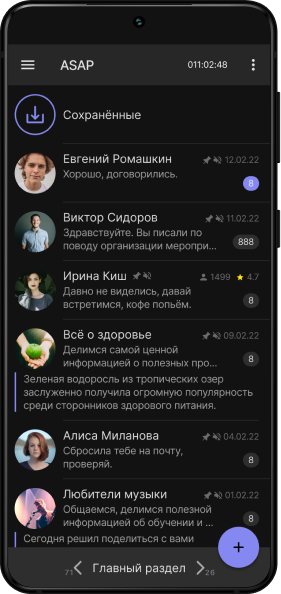 ASAP
011:02:48
Сохранённые
Евгений Ромашкин 12.02.22
Хорошо, договорились.
8
Виктор Сидоров 11.02.22
Здравствуйте. Вы писали по
поводу организации меропри...
888
Ирина Киш 1499 4.7
Давно не виделись, давай
встретимся, кофе попьём.
8
Всё о здоровье 09.02.22
Делимся самой ценной
информацией о полезных про...
8
Зеленая водоросль из тропических озер
заслуженно получила огромную популярность
среди сторонников здорового питания.
Алиса Миланова 04.02.22
Сбросила тебе на почту,
проверяй.
8
Любители музыки 01.02.22
Общаемся, делимся полезной
информацией об обучении и ...
8
Сегодня решил поделиться с вами
+
71 Главный раздел 26